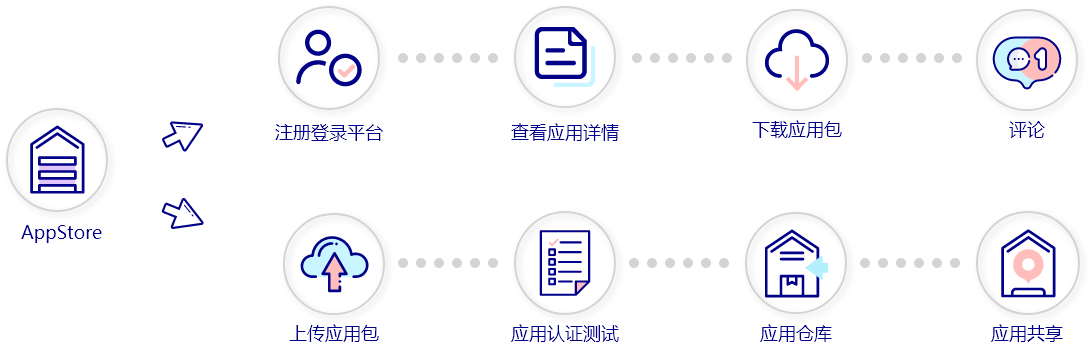 注册登录平台
查看应用详情
下载应用包
评论
AppStore
上传应用包
应用认证测试
应用仓库
应用共享